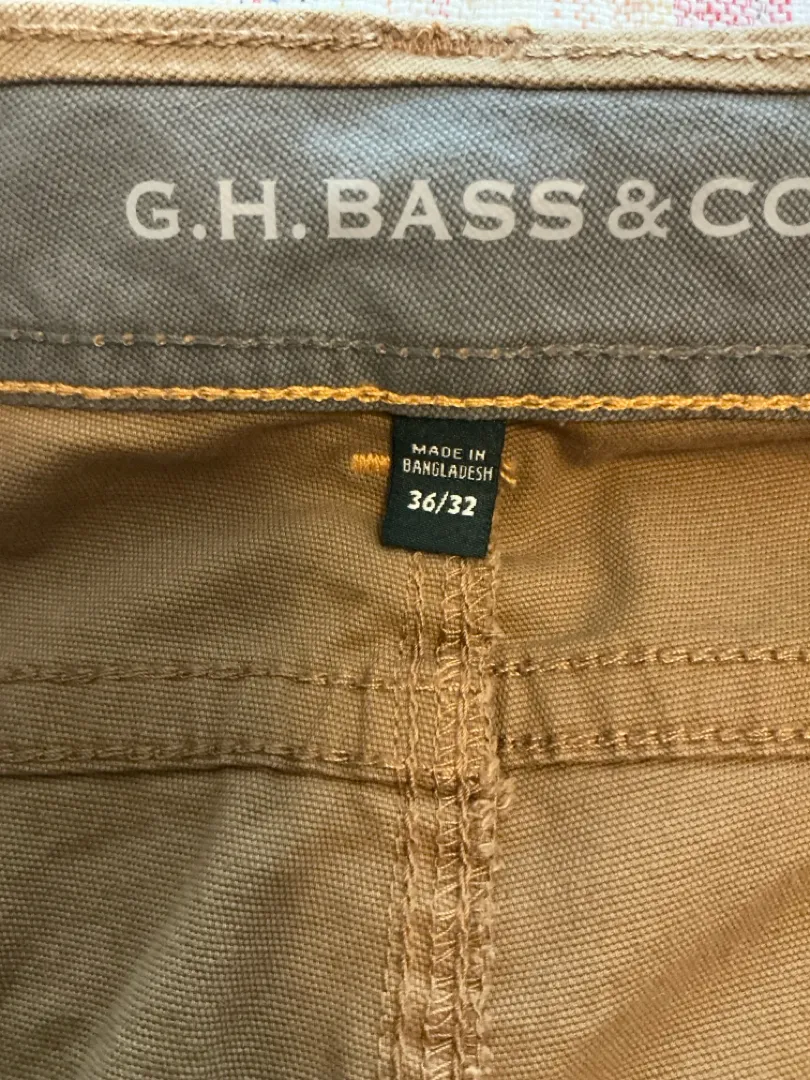 G.H. BASS & CO
MADE IN
BANGLADESH
36/32